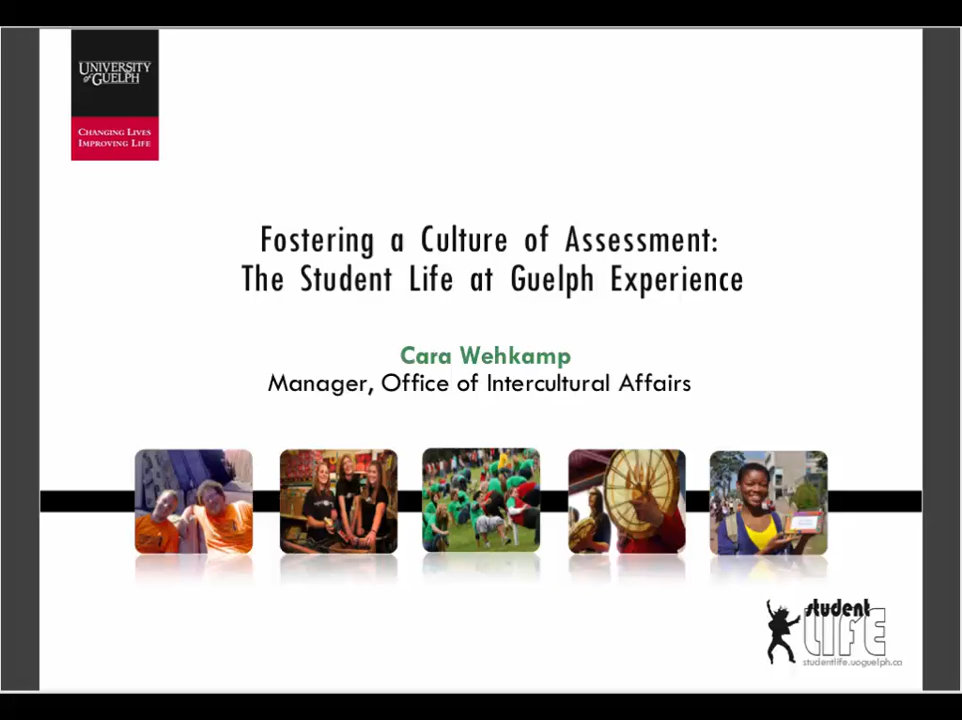 UNIVERSITY
of GUELPH
CHANGING LIVES
IMPROVING LIFE
Fostering a Culture of Assessment:
The Student Life at Guelph Experience
Cara Wehkamp
Manager, Office of Intercultural Affairs
student
LIFE
studentlife.uoguelph.ca